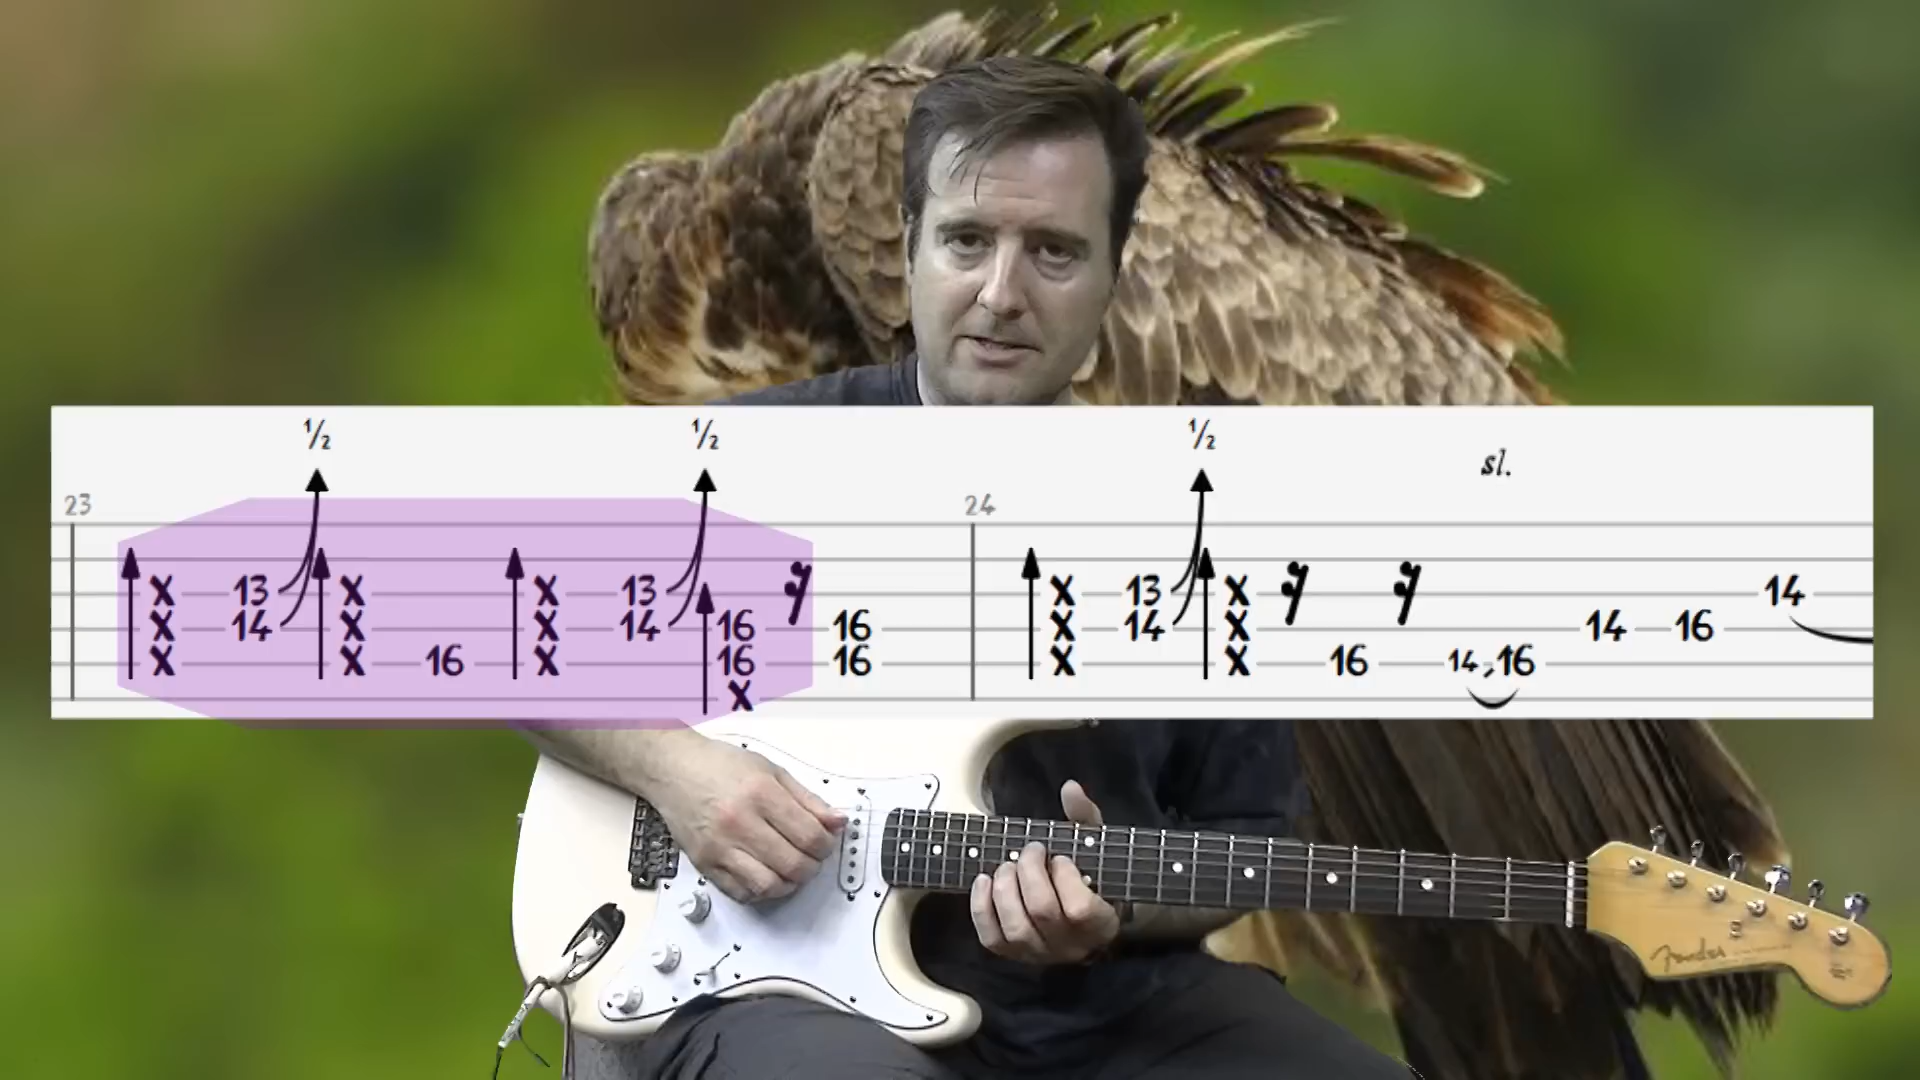 ½ ½ ½
sl.
23 24
X 13 X X 13 X 13 X 14
X 14 X X 14 16 16 X 14 X 14 16
X X 16 X 16 16 X X 16 14 16
X
Fender